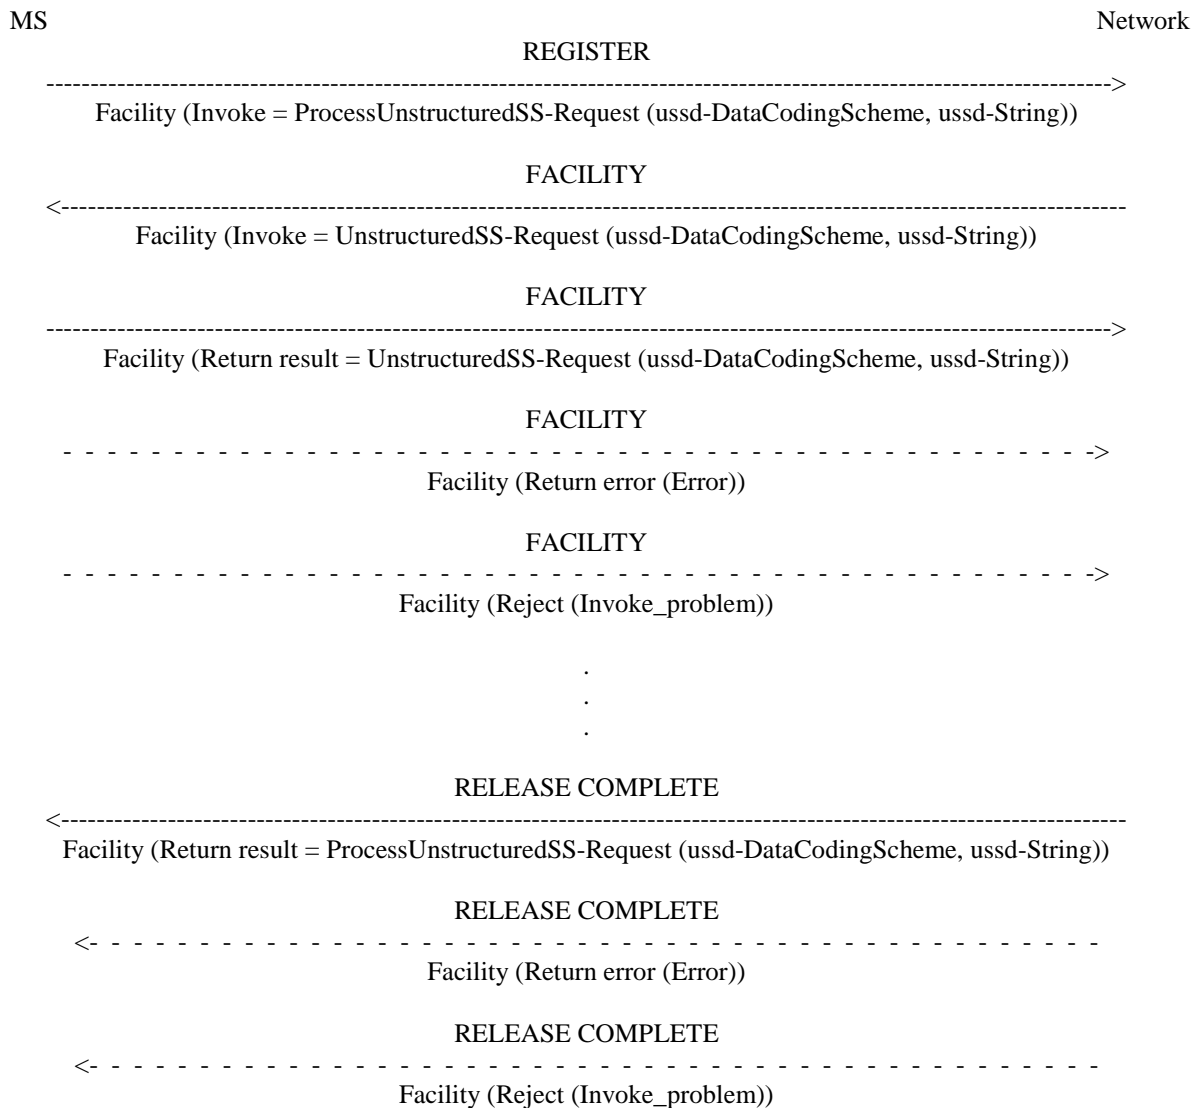 MS Network
REGISTER
------------------------------------------------------------------------------------------------------------------------>
Facility (Invoke = ProcessUnstructuredSS-Request (ussd-DataCodingScheme, ussd-String))
FACILITY
<------------------------------------------------------------------------------------------------------------------------
Facility (Invoke = UnstructuredSS-Request (ussd-DataCodingScheme, ussd-String))
FACILITY
------------------------------------------------------------------------------------------------------------------------>
Facility (Return result = UnstructuredSS-Request (ussd-DataCodingScheme, ussd-String))
FACILITY
- - - - - - - - - - - - - - - - - - - - - - - - - - - - - - - - - - - - - - - - - - - - - - - ->
Facility (Return error (Error))
FACILITY
- - - - - - - - - - - - - - - - - - - - - - - - - - - - - - - - - - - - - - - - - - - - - - - ->
Facility (Reject (Invoke_problem))
.
.
.
RELEASE COMPLETE
<------------------------------------------------------------------------------------------------------------------------
Facility (Return result = ProcessUnstructuredSS-Request (ussd-DataCodingScheme, ussd-String))
RELEASE COMPLETE
<- - - - - - - - - - - - - - - - - - - - - - - - - - - - - - - - - - - - - - - - - - - - - - -
Facility (Return error (Error))
RELEASE COMPLETE
<- - - - - - - - - - - - - - - - - - - - - - - - - - - - - - - - - - - - - - - - - - - - - - -
Facility (Reject (Invoke_problem))